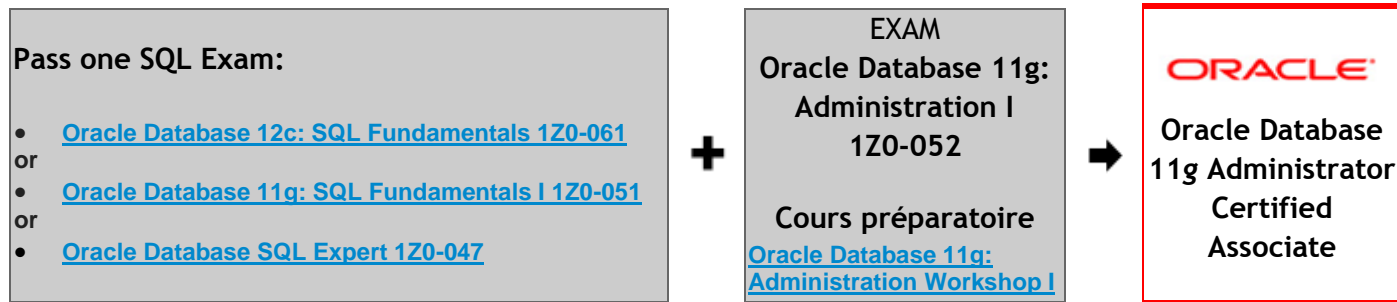 Pass one SQL Exam:
• Oracle Database 12c: SQL Fundamentals 1Z0-061
or
• Oracle Database 11g: SQL Fundamentals I 1Z0-051
or
• Oracle Database SQL Expert 1Z0-047
EXAM
Oracle Database 11g:
Administration I
1Z0-052
Cours préparatoire
Oracle Database 11g:
Administration Workshop I
ORACLE
Oracle Database
11g Administrator
Certified
Associate